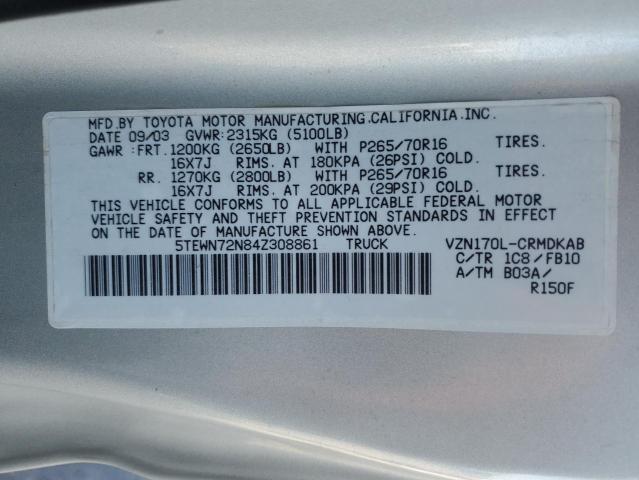 MFD.BY TOYOTA MOTOR MANUFACTURING.CALIFORNIA.INC.
DATE 09/03 GVWR:2315KG (5100LB)
GAWR:FRT.1200KG (2650LB) WITH P265/70R16 TIRES.
16X7J RIMS. AT 180KPA (26PSI) COLD.
RR. 1270KG (2800LB) WITH P265/70R16 TIRES.
16X7J RIMS. AT 200KPA (29PSI) COLD.
THIS VEHICLE CONFORMS TO ALL APPLICABLE FEDERAL MOTOR
VEHICLE SAFETY AND THEFT PREVENTION STANDARDS IN EFFECT
ON THE DATE OF MANUFACTURE SHOWN ABOVE.
5TEWN72N84Z308861 TRUCK VZN170L-CRMDKAB
C/TR 1C8/FB10
A/TM B03A/
R150F